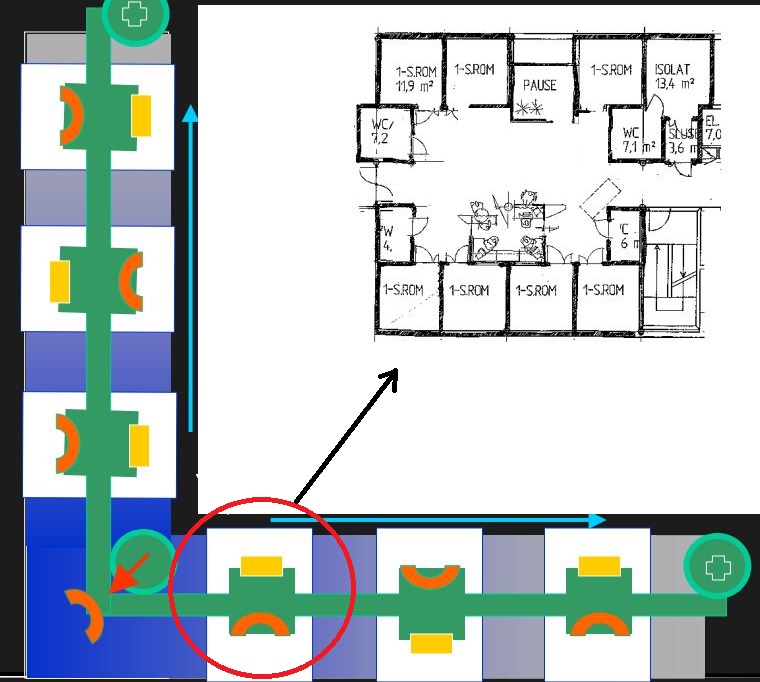 1-S.ROM
11,9 m²
1-S.ROM
PAUSE
1-S.ROM
ISOLAT
13,4 m²
WC/
7,2
WC
7,1 m²
SLUSE
3,6 m
EL
7,0
W
4.
'C
6 m
1-S.ROM
1-S.ROM
1-S.ROM
1-S.ROM